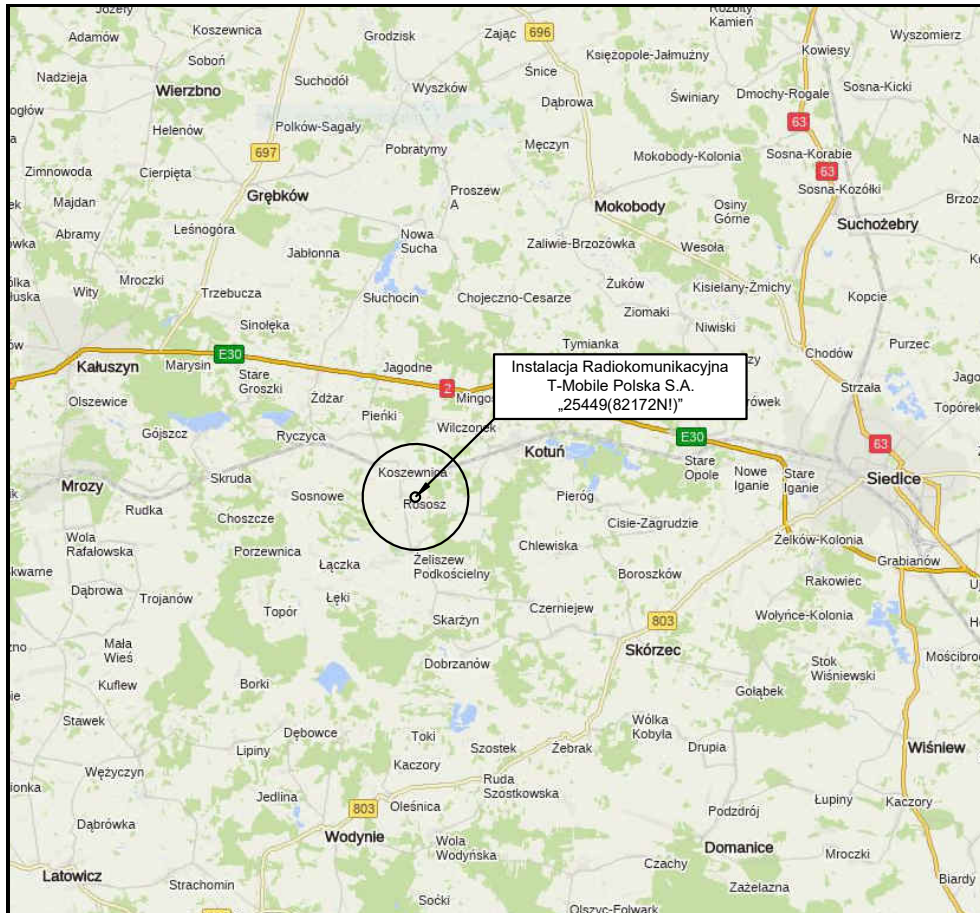 Józefy
Koszewnica
Grodzisk
Zając
696
Rozbity
Kamień
Wyszomierz
Adamów
Soboń
Księżopole-Jałmużny
Kowiesy
Nadzieja
Wierzbno
Suchodół
Wyszków
Śnice
Dąbrowa
Świniary
Dmochy-Rogale
Sosna-Kicki
Helenów
Polków-Sagały
63
697
Pobratymy
Męczyn
Mokobody-Kolonia
Sosna-Korabie
Zimnowoda
Cierpięta
63
Grębków
Proszew
A
Sosna-Kozółki
Majdan
Mokobody
Osiny
Górne
Abramy
Leśnogóra
Nowa
Sucha
Suchożebry
Jabłonna
Zaliwie-Brzozówka
Wesoła
Wity
Mroczki
Trzebucza
Słuchocin
Chojeczno-Cesarze
Żuków
Kisielany-Żmichy
Kopcie
Sinołęka
Ziomaki
Niwiski
Tymianka
Purzec
E30
Kałuszyn
Marysin
Stare
Groszki
Jagodne
Chodów
Instalacja Radiokomunikacyjna
T-Mobile Polska S.A.
„25449(82172N!)”
2
Olszewice
Żdżar
Pieńki
Strzała
Gójszcz
Ryczyca
Wilczonek
E30
63
Kotuń
Mrozy
Skruda
Koszewnica
Stare
Opole
Nowe
Iganie
Stare
Iganie
Siedlce
Rudka
Sosnowe
Rososz
Pieróg
Choszcze
Cisie-Zagrudzie
Wola
Rafałowska
Porzewnica
Chlewiska
Żelków-Kolonia
Łączka
Żeliszew
Podkościelny
Grabianów
Dąbrowa
Trojanów
Łęki
Boroszków
Rakowiec
Topór
Skarżyn
Czerniejew
803
Wołyńce-Kolonia
Mała
Wieś
Skórzec
Dobrzanów
Stok
Wiśniewski
Kuflew
Borki
Gołąbek
Stawek
Dębowce
Toki
Wólka
Kobyla
Lipiny
Szostek
Żebrak
Drupia
Wiśniew
Wężyczyn
Kaczory
Ruda
Szostkowska
Jedlina
803
Oleśnica
Łupiny
Kaczory
Podzdrój
Dąbrówka
Wodynie
Wola
Wodyńska
Domanice
Mroczki
Latowicz
Strachomin
Czachy
Biardy
Soćki
Zażelazna
Olszyc-Folwark